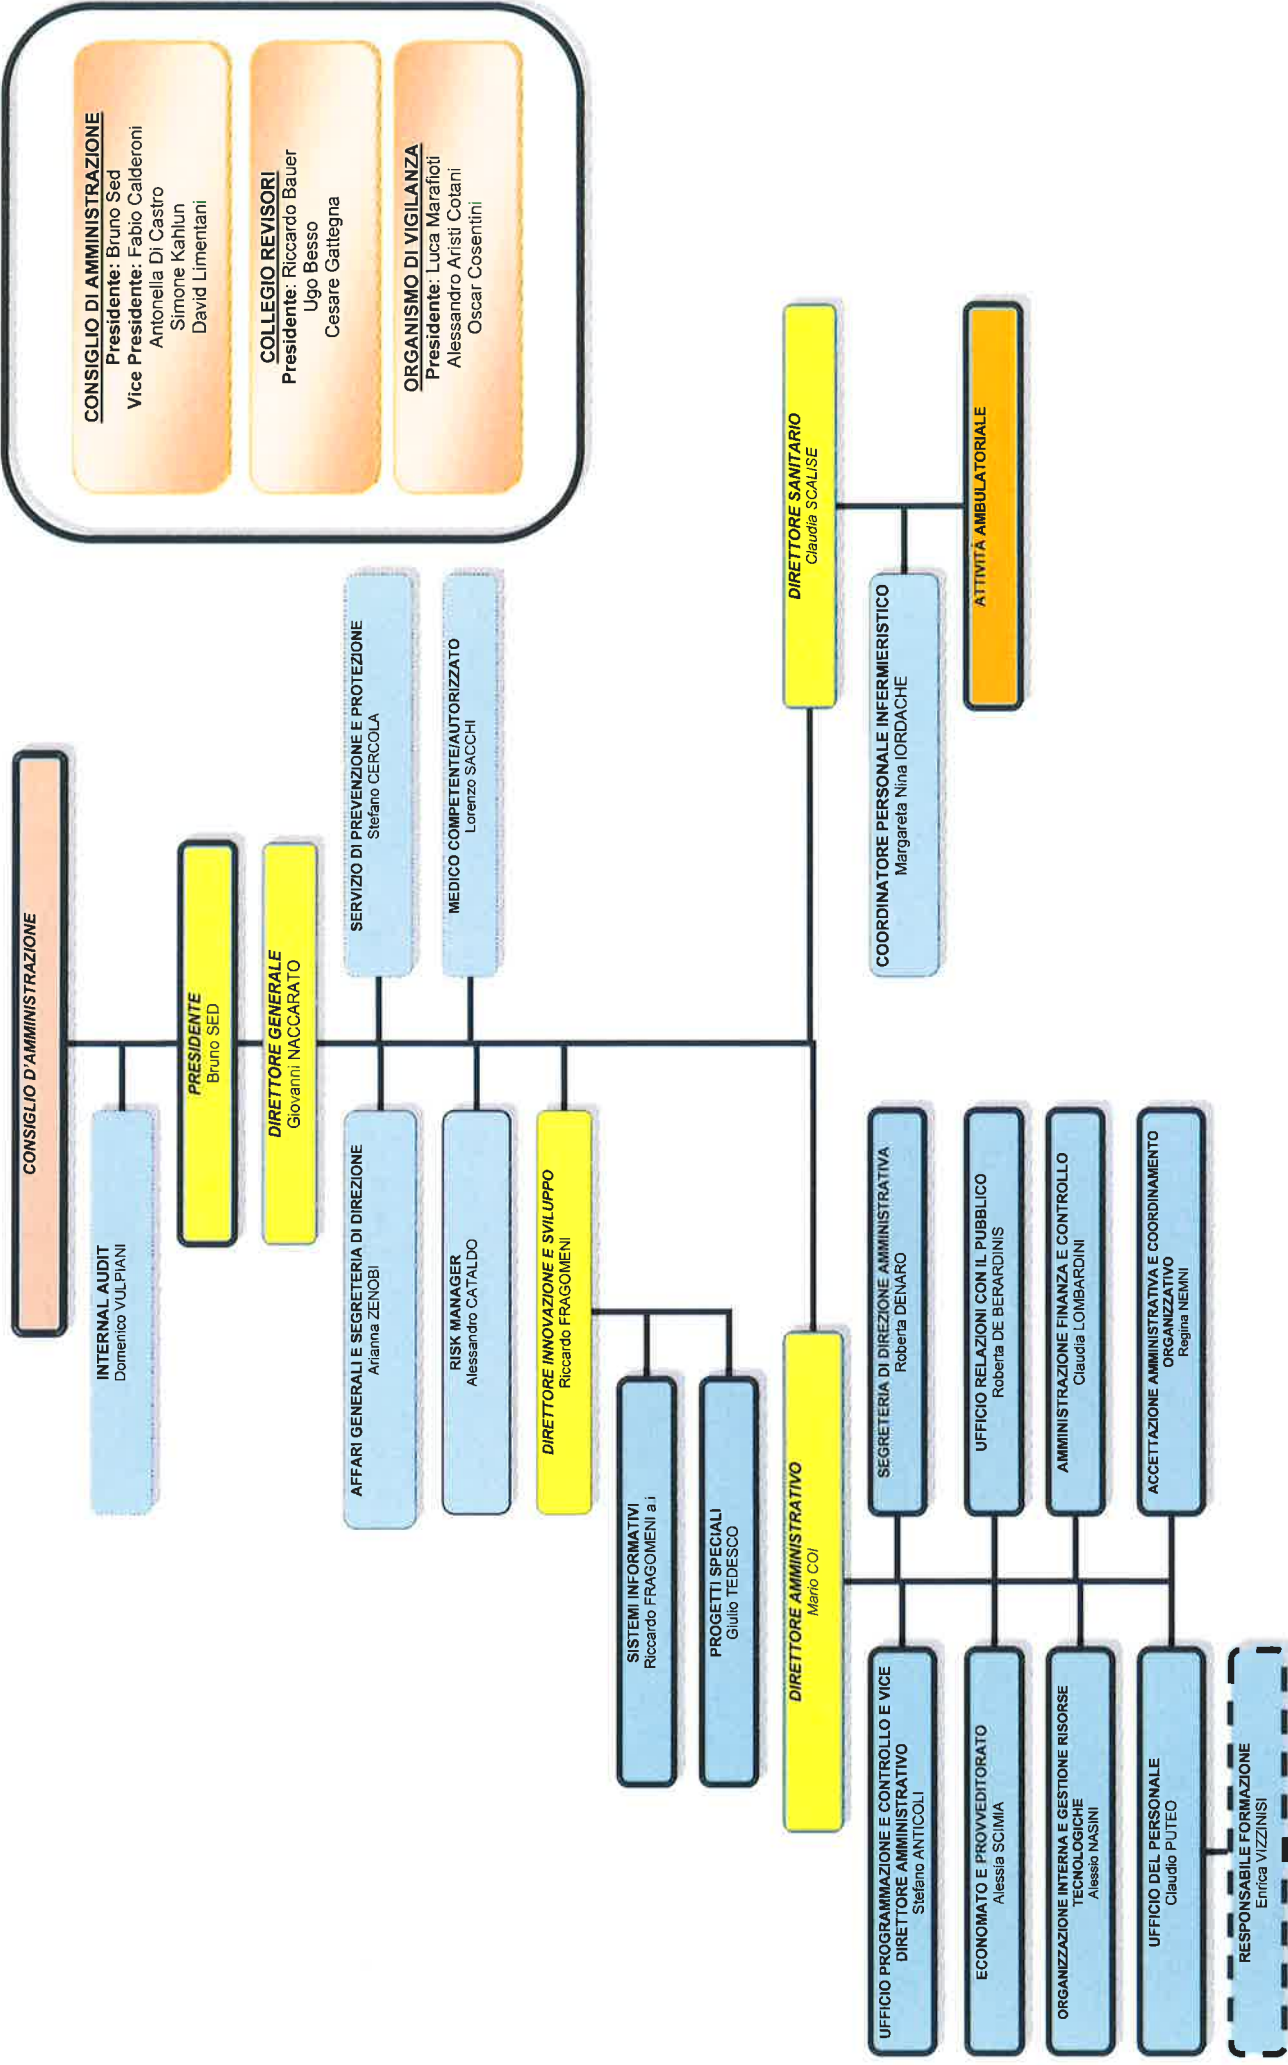 CONSIGLIO DI AMMINISTRAZIONE
Presidente: Bruno Sed
Vice Presidente: Fabio Calderoni
Antonella Di Castro
Simone Kahlun
David Limentani
COLLEGIO REVISORI
Presidente: Riccardo Bauer
Ugo Besso
Cesare Gattegna
ORGANISMO DI VIGILANZA
Presidente: Luca Marafioti
Alessandro Aristi Cotani
Oscar Cosentini
CONSIGLIO D'AMMINISTRAZIONE
INTERNAL AUDIT
Domenico VULPIANI
PRESIDENTE
Bruno SED
DIRETTORE GENERALE
Giovanni NACCARATO
AFFARI GENERALI E SEGRETERIA DI DIREZIONE
Arianna ZENOBI
SERVIZIO DI PREVENZIONE E PROTEZIONE
Stefano CERCOLA
RISK MANAGER
Alessandro CATALDO
MEDICO COMPETENTE/AUTORIZZATO
Lorenzo SACCHI
DIRETTORE INNOVAZIONE E SVILUPPO
Riccardo FRAGOMENI
SISTEMI INFORMATIVI
Riccardo FRAGOMENI a.i
PROGETTI SPECIALI
Giulio TEDESCO
DIRETTORE AMMINISTRATIVO
Mario COI
DIRETTORE SANITARIO
Claudia SCALISE
UFFICIO PROGRAMMAZIONE E CONTROLLO E VICE
DIRETTORE AMMINISTRATIVO
Stefano ANTICOLI
SEGRETERIA DI DIREZIONE AMMINISTRATIVA
Roberta DENARO
COORDINATORE PERSONALE INFERMIERISTICO
Margareta Nina IORDACHE
ECONOMATO E PROVVEDITORATO
Alessia SCIMIA
UFFICIO RELAZIONI CON IL PUBBLICO
Roberta DE BERARDINIS
ATTIVITÀ AMBULATORIALE
ORGANIZZAZIONE INTERNA E GESTIONE RISORSE
TECNOLOGICHE
Alessio NASINI
AMMINISTRAZIONE FINANZA E CONTROLLO
Claudia LOMBARDINI
UFFICIO DEL PERSONALE
Claudio PUTEO
ACCETTAZIONE AMMINISTRATIVA E COORDINAMENTO
ORGANIZZATIVO
Regina NEMNI
RESPONSABILE FORMAZIONE
Enrica VIZZINISI